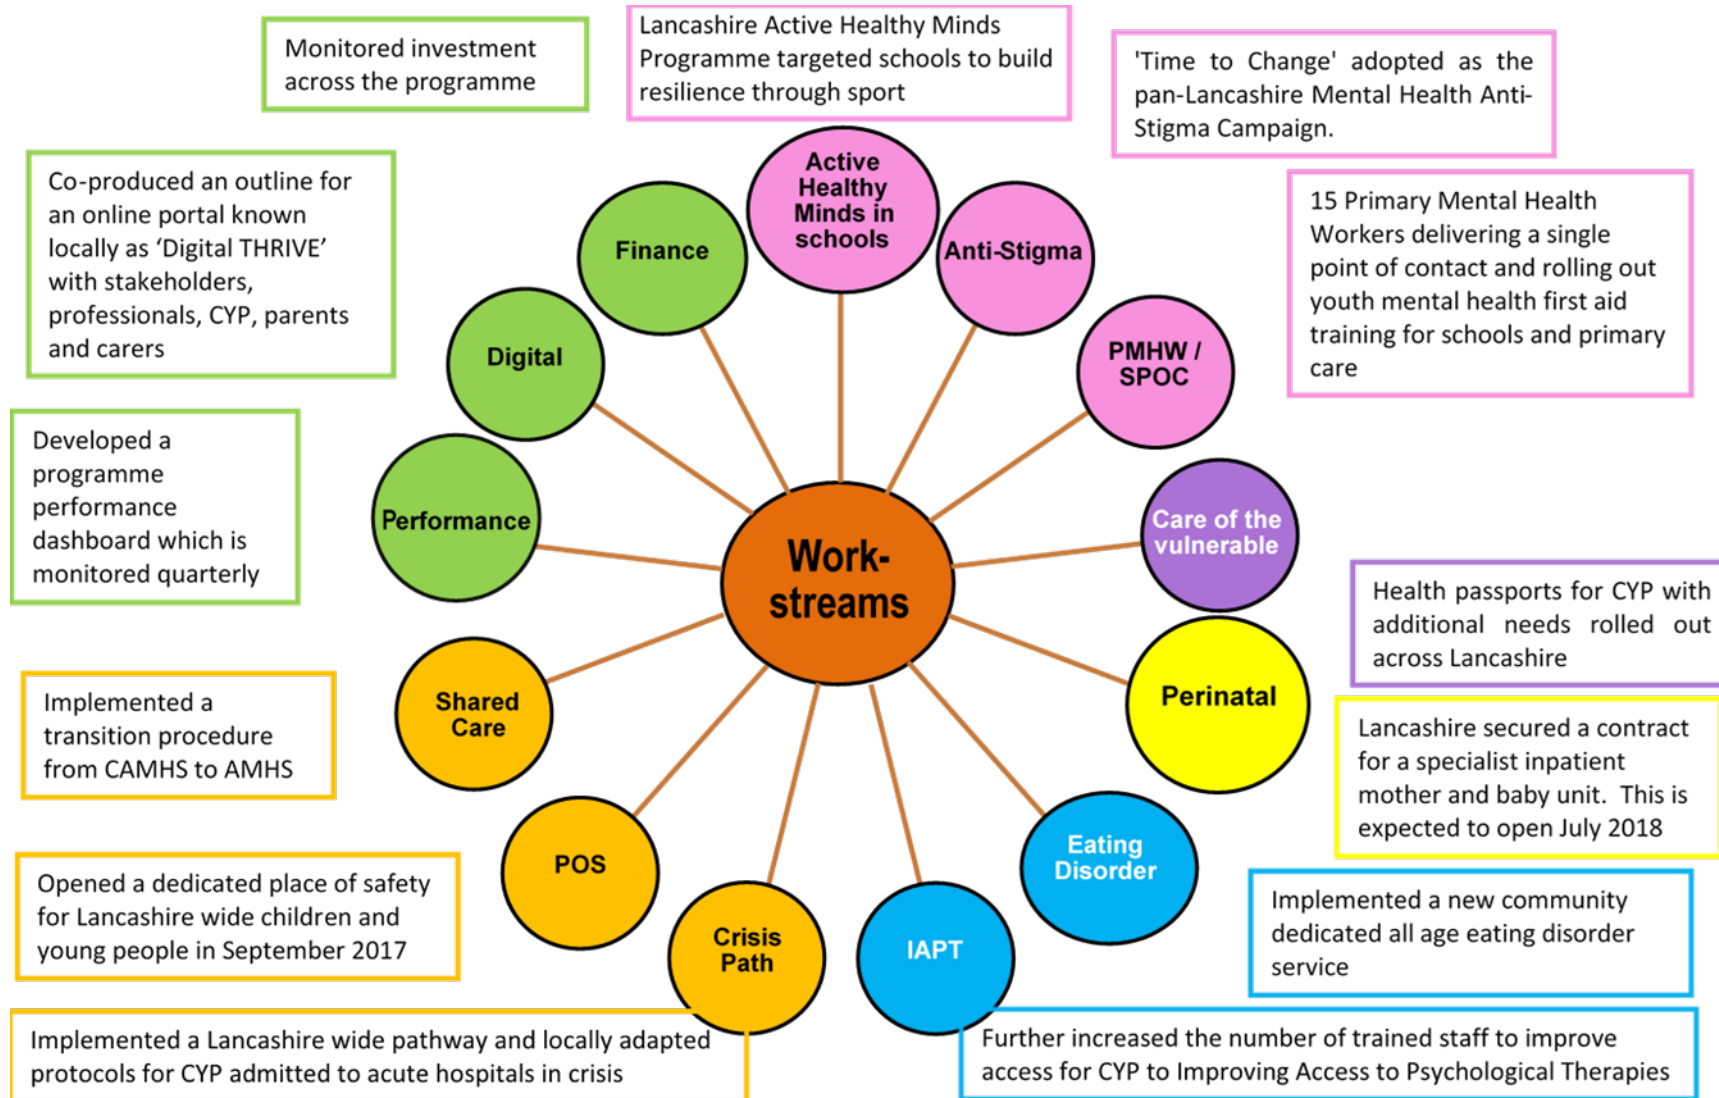 Monitored investment
across the programme
Lancashire Active Healthy Minds
Programme targeted schools to build
resilience through sport
'Time to Change' adopted as the
pan-Lancashire Mental Health Anti-
Stigma Campaign.
Co-produced an outline for
an online portal known
locally as ‘Digital THRIVE’
with stakeholders,
professionals, CYP, parents
and carers
15 Primary Mental Health
Workers delivering a single
point of contact and rolling out
youth mental health first aid
training for schools and primary
care
Active
Healthy
Minds in
schools
Finance
Anti-Stigma
Digital
PMHW /
SPOC
Developed a
programme
performance
dashboard which is
monitored quarterly
Performance
Care of the
vulnerable
Work-
streams
Health passports for CYP with
additional needs rolled out
across Lancashire
Shared
Care
Perinatal
Implemented a
transition procedure
from CAMHS to AMHS
Lancashire secured a contract
for a specialist inpatient
mother and baby unit. This is
expected to open July 2018
POS
Eating
Disorder
Opened a dedicated place of safety
for Lancashire wide children and
young people in September 2017
Crisis
Path
IAPT
Implemented a new community
dedicated all age eating disorder
service
Implemented a Lancashire wide pathway and locally adapted
protocols for CYP admitted to acute hospitals in crisis
Further increased the number of trained staff to improve
access for CYP to Improving Access to Psychological Therapies